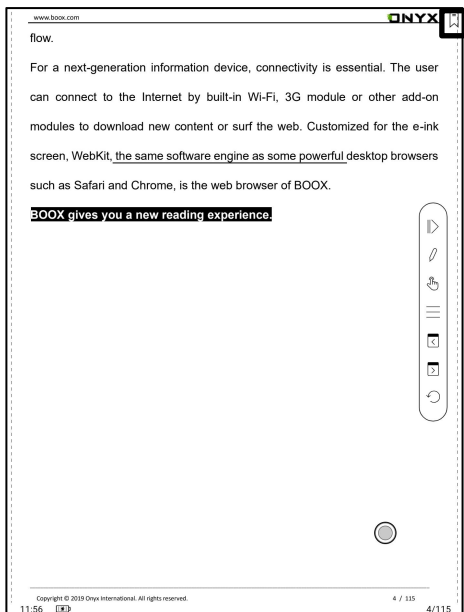 www.boox.com
ONYX
flow.
For a next-generation information device, connectivity is essential. The user
can connect to the Internet by built-in Wi-Fi, 3G module or other add-on
modules to download new content or surf the web. Customized for the e-ink
screen, WebKit, the same software engine as some powerful desktop browsers
such as Safari and Chrome, is the web browser of BOOX.
BOOX gives you a new reading experience.
Copyright © 2019 Onyx International. All rights reserved. 4 / 115
11:56 4/115